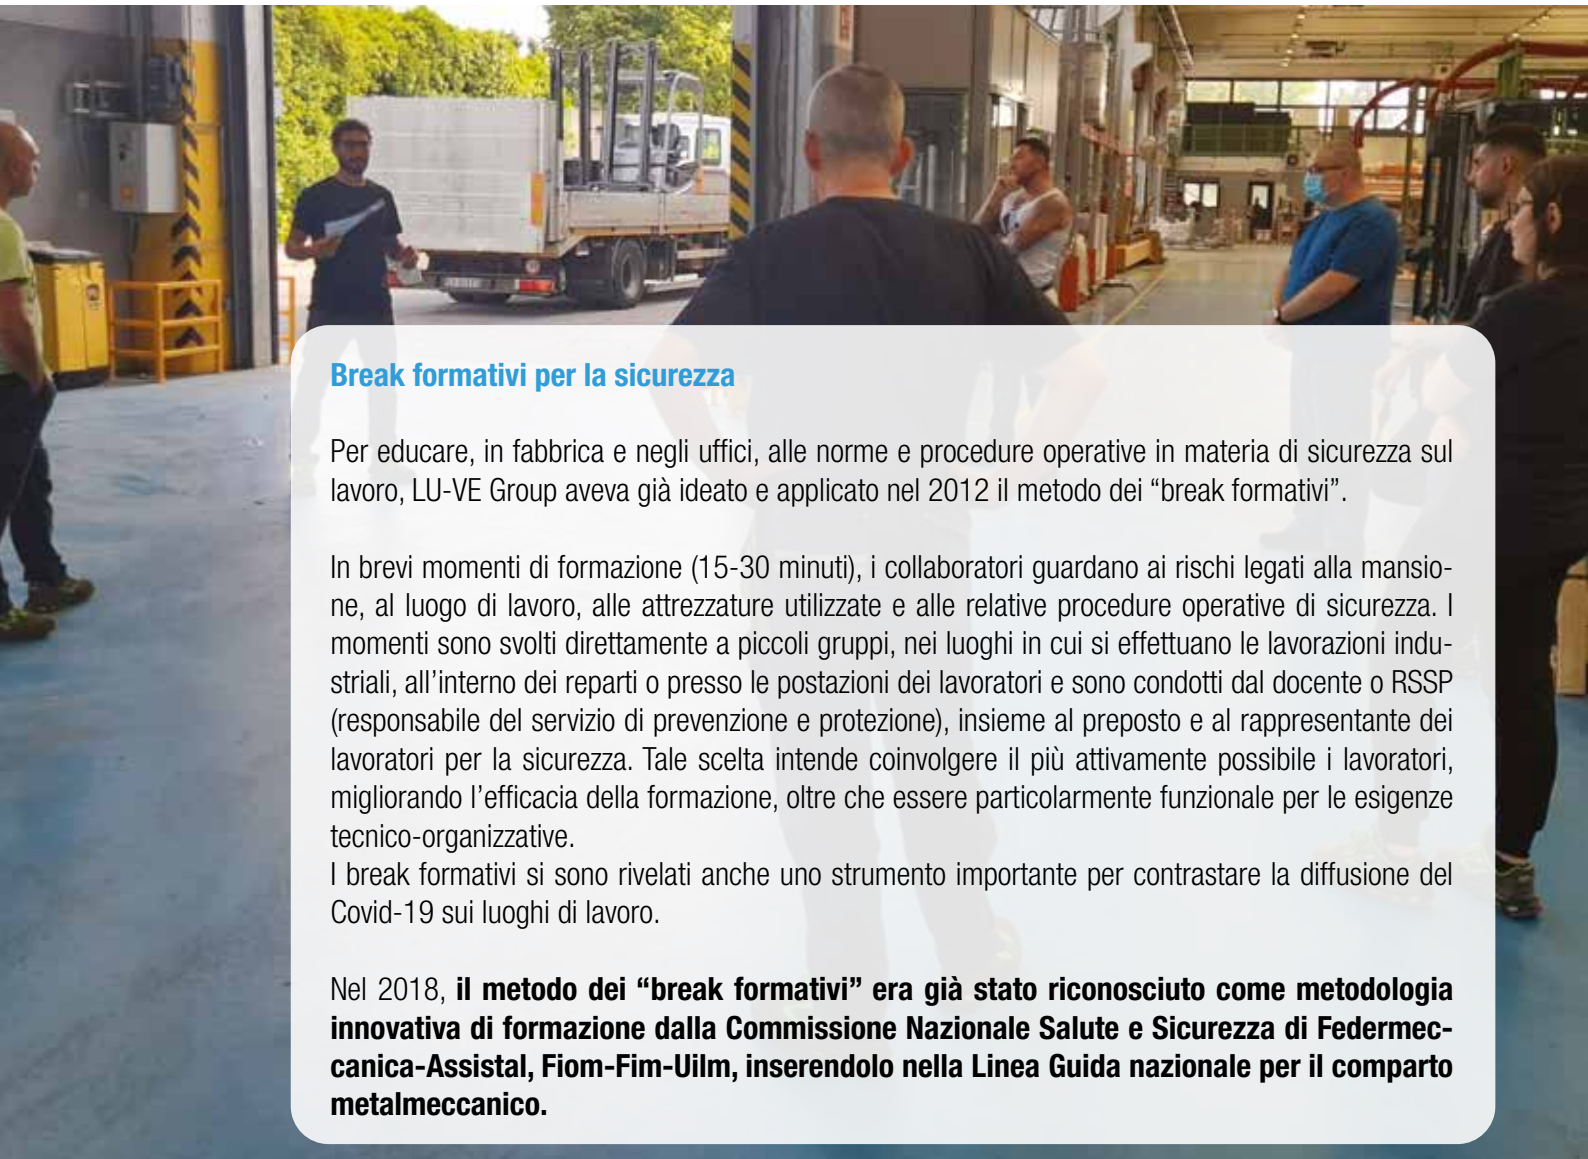 Break formativi per la sicurezza
Per educare, in fabbrica e negli uffici, alle norme e procedure operative in materia di sicurezza sul
lavoro, LU-VE Group aveva già ideato e applicato nel 2012 il metodo dei “break formativi”.
In brevi momenti di formazione (15-30 minuti), i collaboratori guardano ai rischi legati alla mansio-
ne, al luogo di lavoro, alle attrezzature utilizzate e alle relative procedure operative di sicurezza. I
momenti sono svolti direttamente a piccoli gruppi, nei luoghi in cui si effettuano le lavorazioni indu-
striali, all’interno dei reparti o presso le postazioni dei lavoratori e sono condotti dal docente o RSSP
(responsabile del servizio di prevenzione e protezione), insieme al preposto e al rappresentante dei
lavoratori per la sicurezza. Tale scelta intende coinvolgere il più attivamente possibile i lavoratori,
migliorando l’efficacia della formazione, oltre che essere particolarmente funzionale per le esigenze
tecnico-organizzative.
I break formativi si sono rivelati anche uno strumento importante per contrastare la diffusione del
Covid-19 sui luoghi di lavoro.
Nel 2018, il metodo dei “break formativi” era già stato riconosciuto come metodologia
innovativa di formazione dalla Commissione Nazionale Salute e Sicurezza di Federmec-
canica-Assistal, Fiom-Fim-Uilm, inserendolo nella Linea Guida nazionale per il comparto
metalmeccanico.